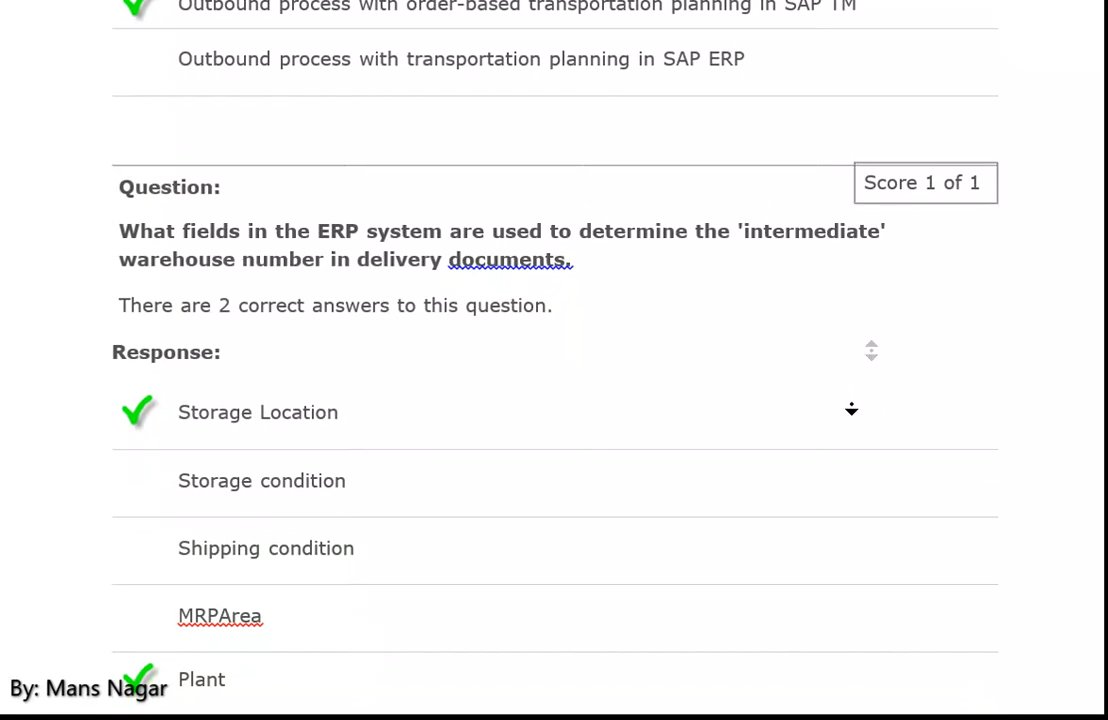 Outbound process with order-based transportation planning in SAP TM
Outbound process with transportation planning in SAP ERP
Score 1 of 1
Question:
What fields in the ERP system are used to determine the 'intermediate'
warehouse number in delivery documents.
There are 2 correct answers to this question.
Response:
Storage Location
Storage condition
Shipping condition
MRPArea
Plant
By: Mans Nagar